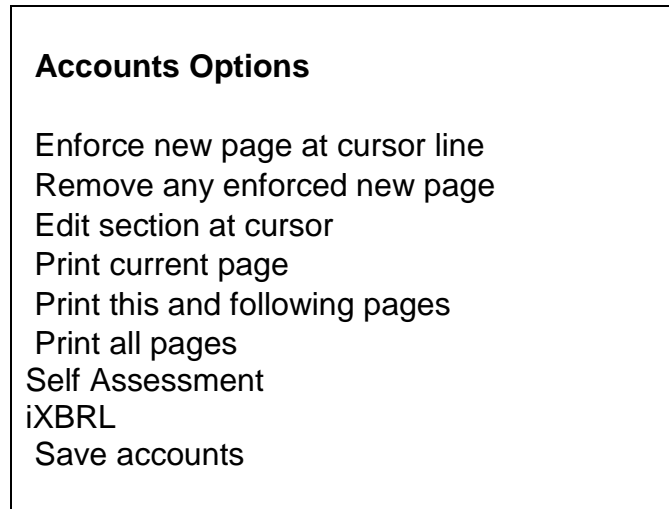 Accounts Options
Enforce new page at cursor line
Remove any enforced new page
Edit section at cursor
Print current page
Print this and following pages
Print all pages
Self Assessment
iXBRL
Save accounts